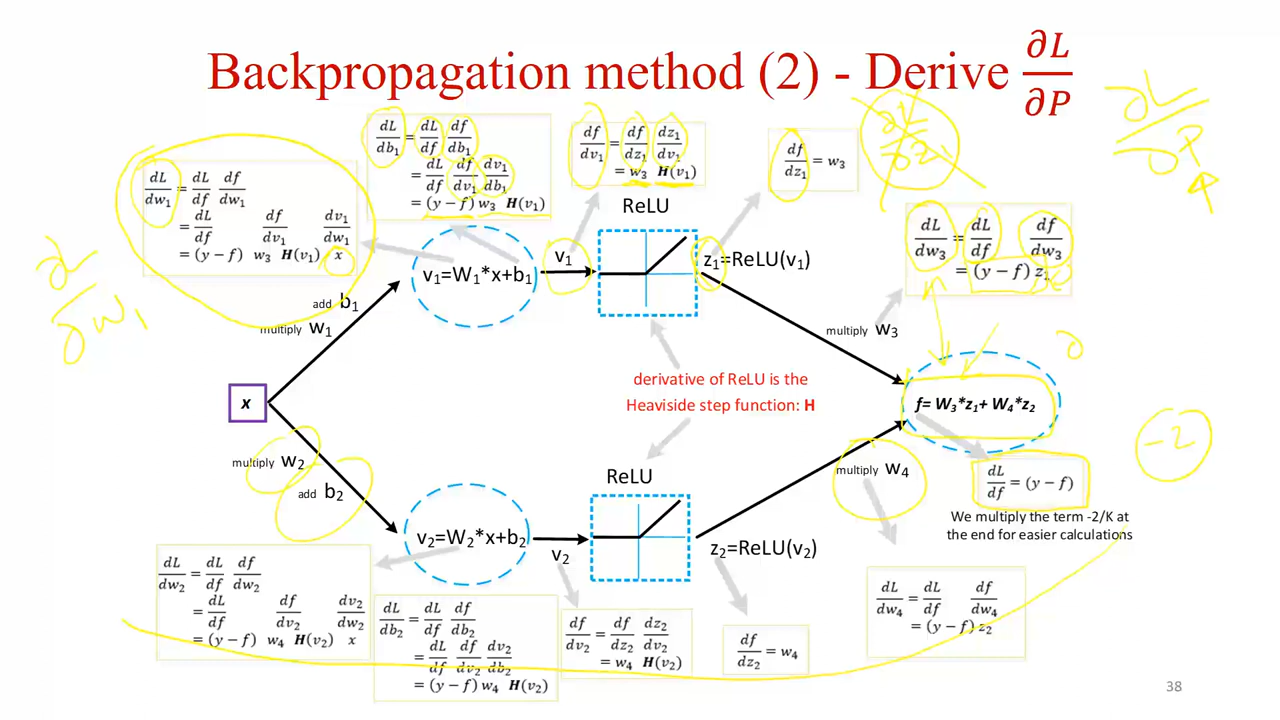 Backpropagation method (2) - Derive ∂L/∂P
∂L/∂z1
∂L/∂P
dL/dw1 = dL/df df/dw1
= dL/df df/dv1 dv1/dw1
= (y − f) w3 H(v1) x
∂L/∂w1
dL/db1 = dL/df df/db1
= dL/df df/dv1 dv1/db1
= (y − f) w3 H(v1)
df/dv1 = df/dz1 dz1/dv1
= w3 H(v1)
df/dz1 = w3
dL/dw3 = dL/df df/dw3
= (y − f) z1
ReLU
v1=W1*x+b1
v1
z1=ReLU(v1)
add b1
multiply w1
multiply w3
x
derivative of ReLU is the
Heaviside step function: H
f= W3*z1+ W4*z2
-2
multiply w2
add b2
multiply w4
dL/df = (y − f)
We multiply the term -2/K at
the end for easier calculations
ReLU
v2=W2*x+b2
v2
z2=ReLU(v2)
dL/dw2 = dL/df df/dw2
= dL/df df/dv2 dv2/dw2
= (y − f) w4 H(v2) x
dL/db2 = dL/df df/db2
= dL/df df/dv2 dv2/db2
= (y − f) w4 H(v2)
df/dv2 = df/dz2 dz2/dv2
= w4 H(v2)
df/dz2 = w4
dL/dw4 = dL/df df/dw4
= (y − f) z2
38